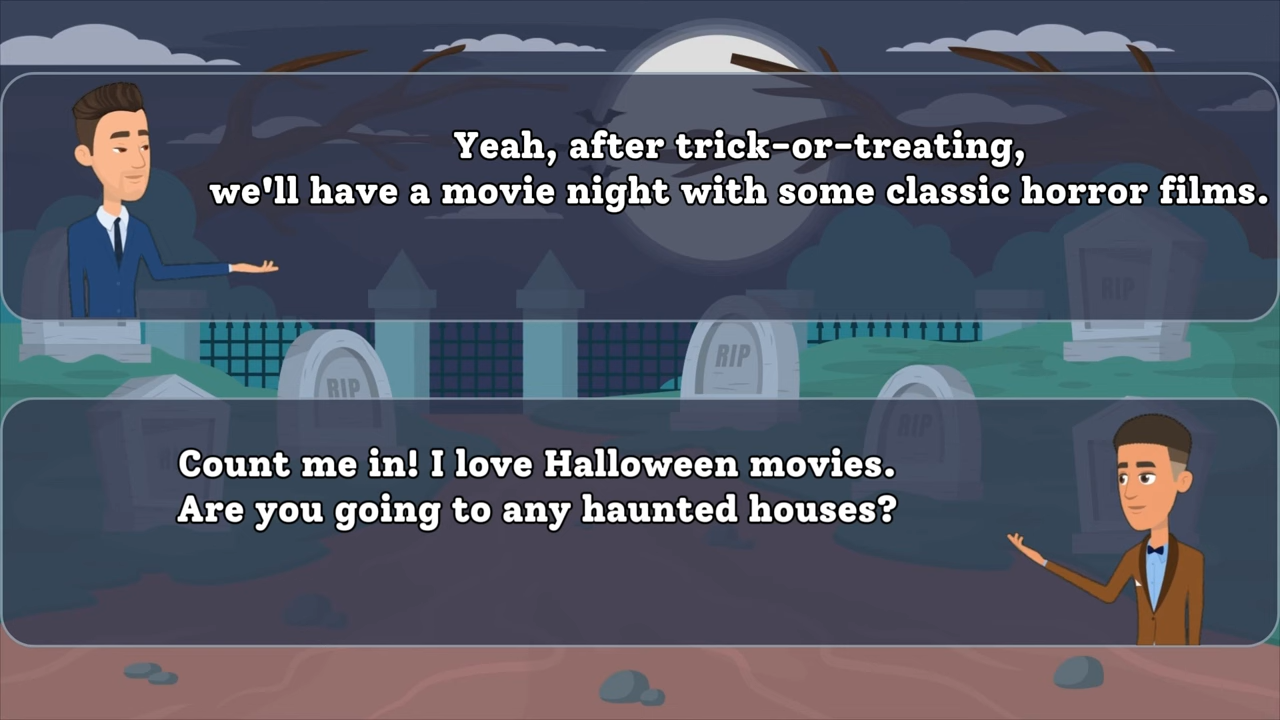 Yeah, after trick-or-treating,
we'll have a movie night with some classic horror films.
RIP
RIP
RIP
RIP
Count me in! I love Halloween movies.
Are you going to any haunted houses?